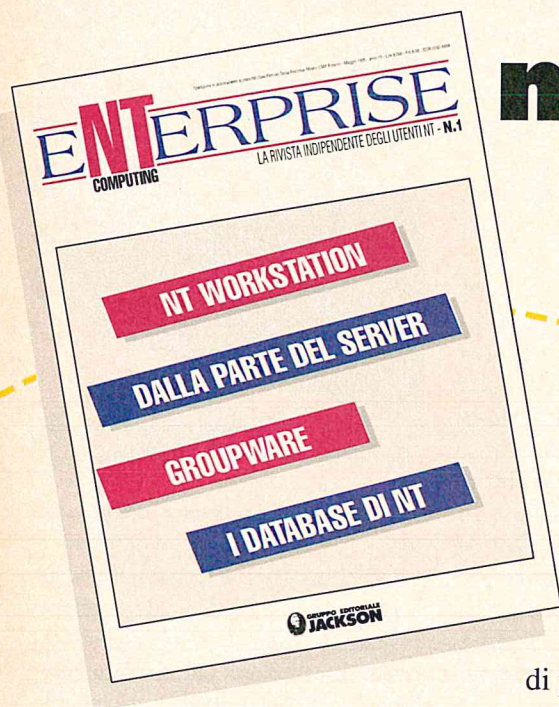 n
ENTERPRISE
COMPUTING
LA RIVISTA INDIPENDENTE DEGLI UTENTI NT - N.1
NT WORKSTATION
DALLA PARTE DEL SERVER
GROUPWARE
I DATABASE DI NT
GRUPPO EDITORIALE
JACKSON
di